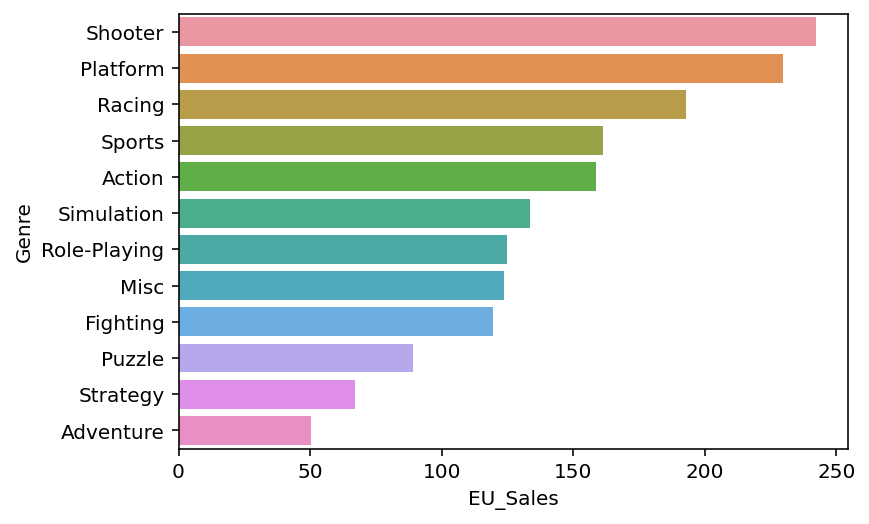 Shooter
Platform
Racing
Sports
Action
Simulation
Role-Playing
Misc
Fighting
Puzzle
Strategy
Adventure
Genre
0 50 100 150 200 250
EU_Sales